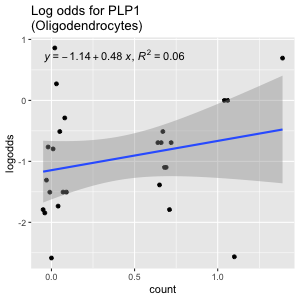 Log odds for PLP1
(Oligodendrocytes)
y = −1.14 + 0.48 x, R² = 0.06
1
0
-1
-2
logodds
0.0 0.5 1.0
count